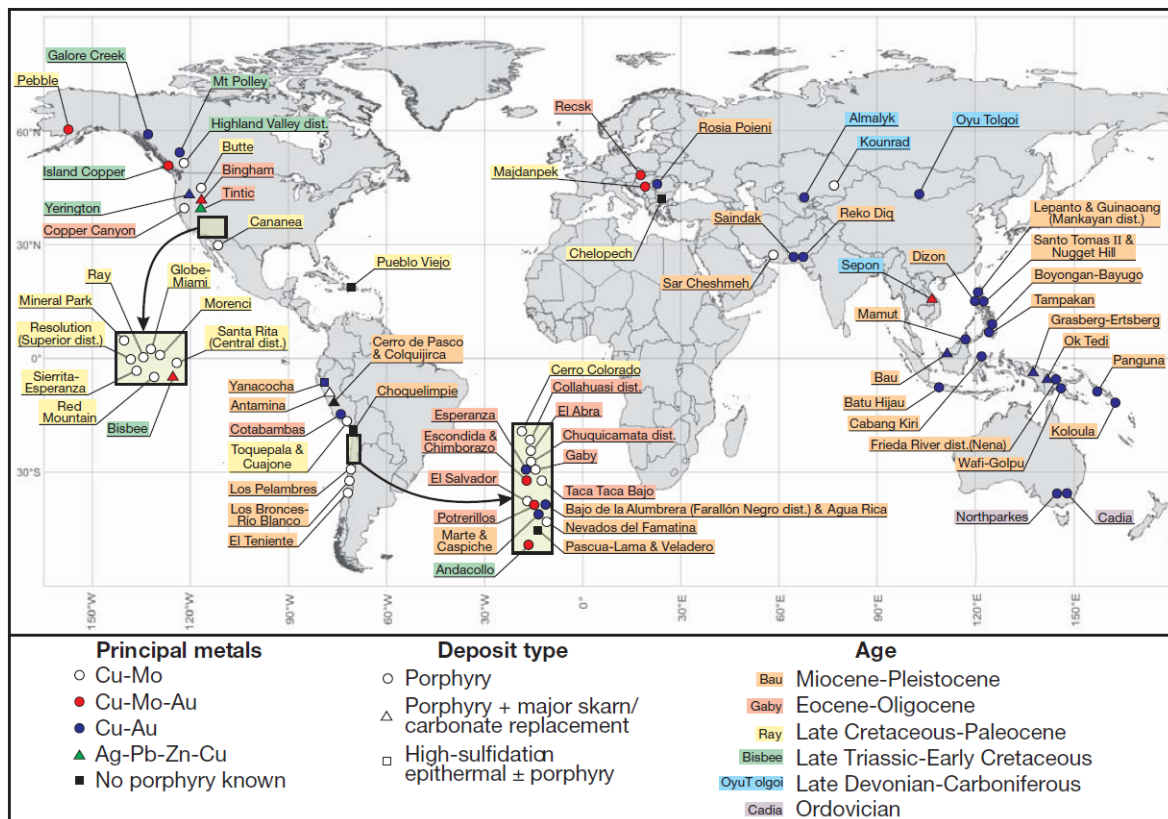 Galore Creek
Pebble
Mt Polley
Highland Valley dist.
Butte
Island Copper
Bingham
Tintic
Yerington
Copper Canyon
Cananea
60°N
30°N
0°
30°S
Ray
Globe-
Miami
Mineral Park
Morenci
Resolution
(Superior dist.)
Santa Rita
(Central dist.)
Sierrita-
Esperanza
Red
Mountain
Bisbee
Pueblo Viejo
Cerro de Pasco
& Colquijirca
Yanacocha
Choquelimpie
Antamina
Cotabambas
Toquepala &
Cuajone
Los Pelambres
Los Bronces-
Río Blanco
El Teniente
Cerro Colorado
Collahuasi dist.
El Abra
Esperanza
Chuquicamata dist.
Escondida &
Chimborazo
Gaby
El Salvador
Taca Taca Bajo
Potrerillos
Bajo de la Alumbrera (Farallón Negro dist.) & Agua Rica
Marte &
Caspiche
Nevados del Famatina
Pascua-Lama & Veladero
Andacollo
Recsk
Rosia Poieni
Majdanpek
Chelopech
Almalyk
Kounrad
Oyu Tolgoi
Saindak
Reko Diq
Sar Cheshmeh
Sepon
Dizon
Lepanto & Guinaoang
(Mankayan dist.)
Santo Tomas II &
Nugget Hill
Boyongan-Bayugo
Tampakan
Mamut
Grasberg-Ertsberg
Ok Tedi
Panguna
Bau
Batu Hijau
Cabang Kiri
Koloula
Frieda River dist.(Nena)
Wafi-Golpu
Northparkes
Cadia
150°W
120°W
90°W
60°W
30°W
0°
30°E
60°E
90°E
120°E
150°E
Principal metals
Cu-Mo
Cu-Mo-Au
Cu-Au
Ag-Pb-Zn-Cu
No porphyry known
Deposit type
Porphyry
Porphyry + major skarn/
carbonate replacement
High-sulfidation
epithermal ± porphyry
Age
Bau Miocene-Pleistocene
Gaby Eocene-Oligocene
Ray Late Cretaceous-Paleocene
Bisbee Late Triassic-Early Cretaceous
OyuT olgoi Late Devonian-Carboniferous
Cadia Ordovician